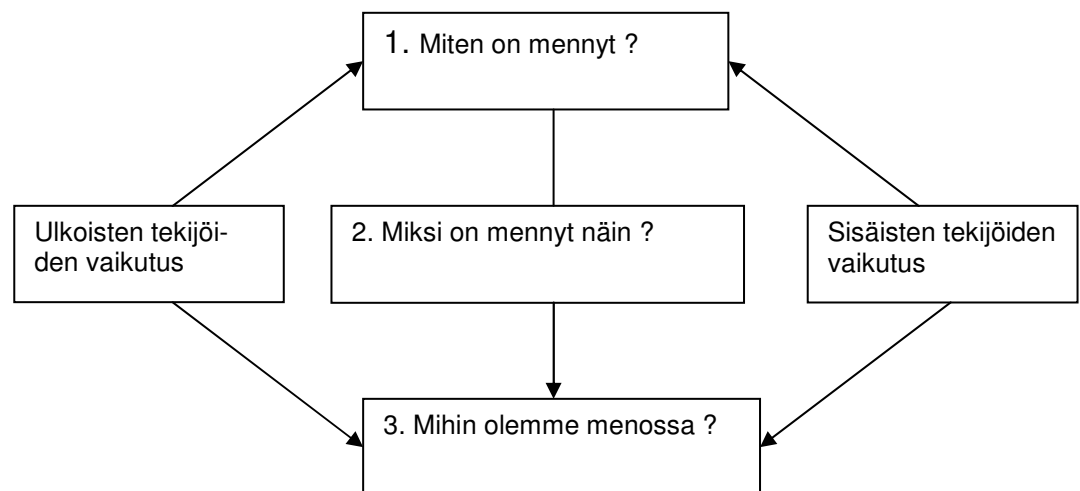 1. Miten on mennyt ?
Ulkoisten tekijöi-
den vaikutus
2. Miksi on mennyt näin ?
Sisäisten tekijöiden
vaikutus
3. Mihin olemme menossa ?